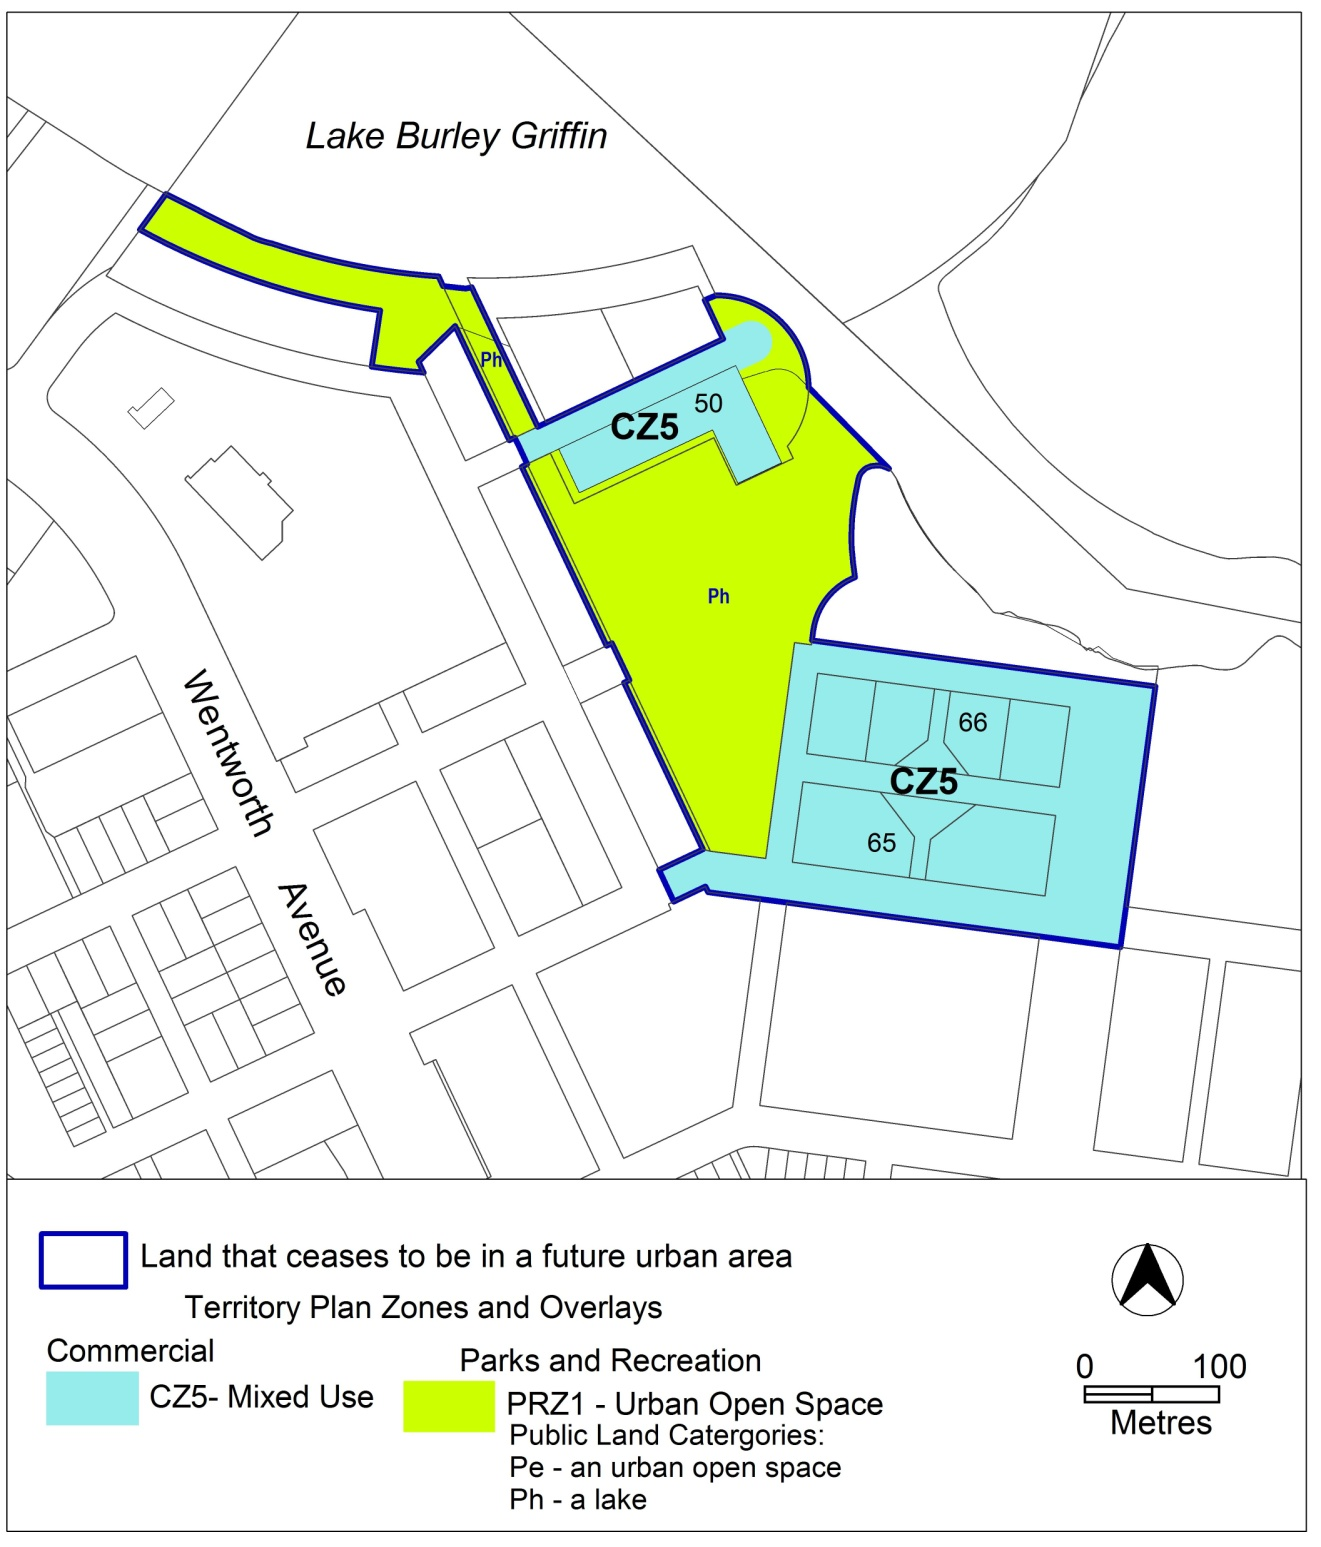 Lake Burley Griffin
Ph
50
CZ5
Ph
66
CZ5
65
Wentworth
Avenue
Land that ceases to be in a future urban area
Territory Plan Zones and Overlays
Commercial
CZ5- Mixed Use
Parks and Recreation
PRZ1 - Urban Open Space
Public Land Catergories:
Pe - an urban open space
Ph - a lake
0 100
Metres